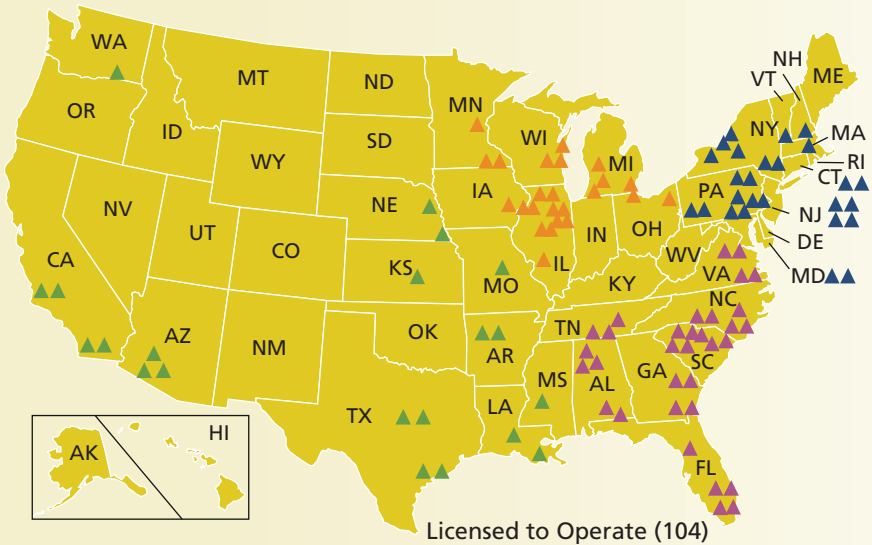 NH
WA
VT
ME
MT
ND
MN
NY
OR
WI
MA
ID
SD
MI
RI
WY
CT
IA
PA
NE
NJ
NV
OH
IN
UT
DE
CO
IL
WV
CA
VA
MD
KS
MO
KY
NC
TN
AZ
OK
NM
AR
SC
MS
AL
GA
LA
TX
HI
AK
FL
Licensed to Operate (104)